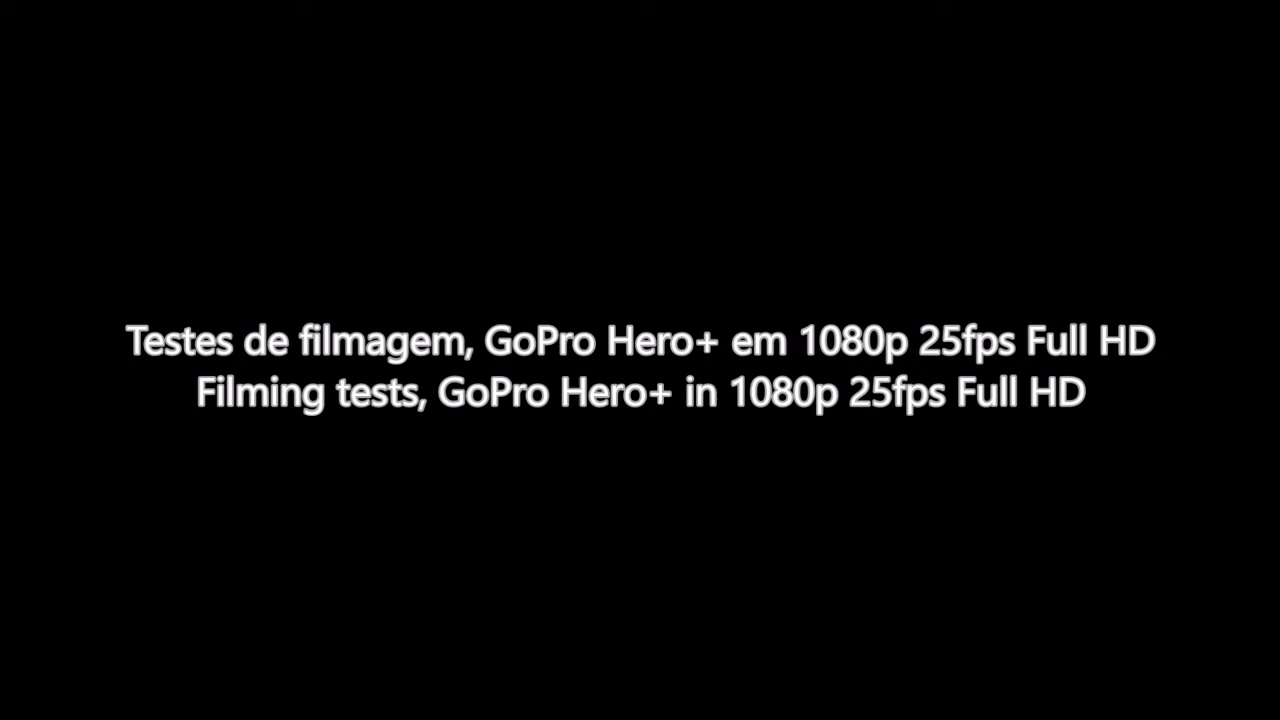 Testes de filmagem, GoPro Hero+ em 1080p 25fps Full HD
Filming tests, GoPro Hero+ in 1080p 25fps Full HD